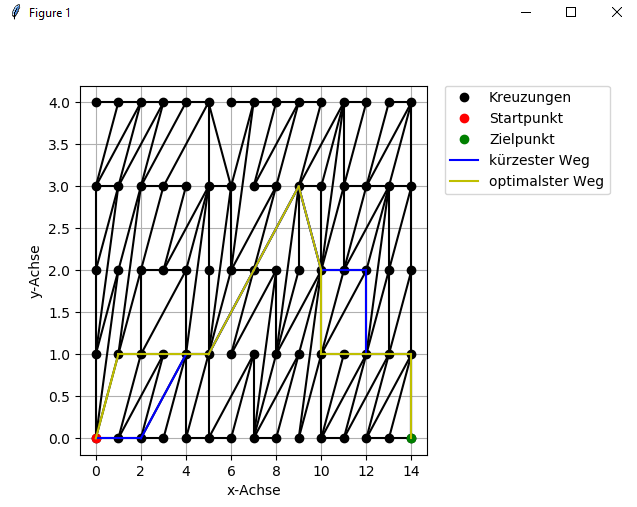 Figure 1
4.0
3.5
3.0
2.5
2.0
1.5
1.0
0.5
0.0
y-Achse
0 2 4 6 8 10 12 14
x-Achse
Kreuzungen
Startpunkt
Zielpunkt
kürzester Weg
optimalster Weg